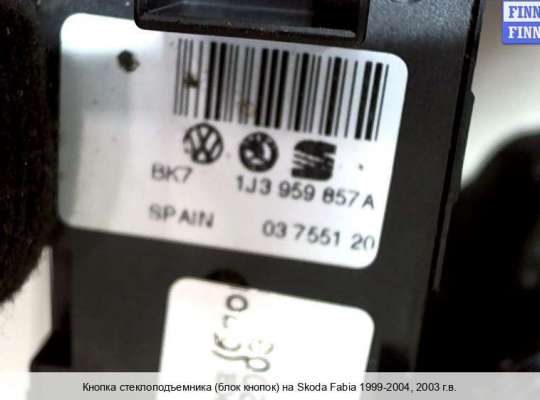 FINN
FINN
BK7 1J3 959 857A
SPAIN 03 7551 20
Кнопка стеклоподъемника (блок кнопок) на Skoda Fabia 1999-2004, 2003 г.в.